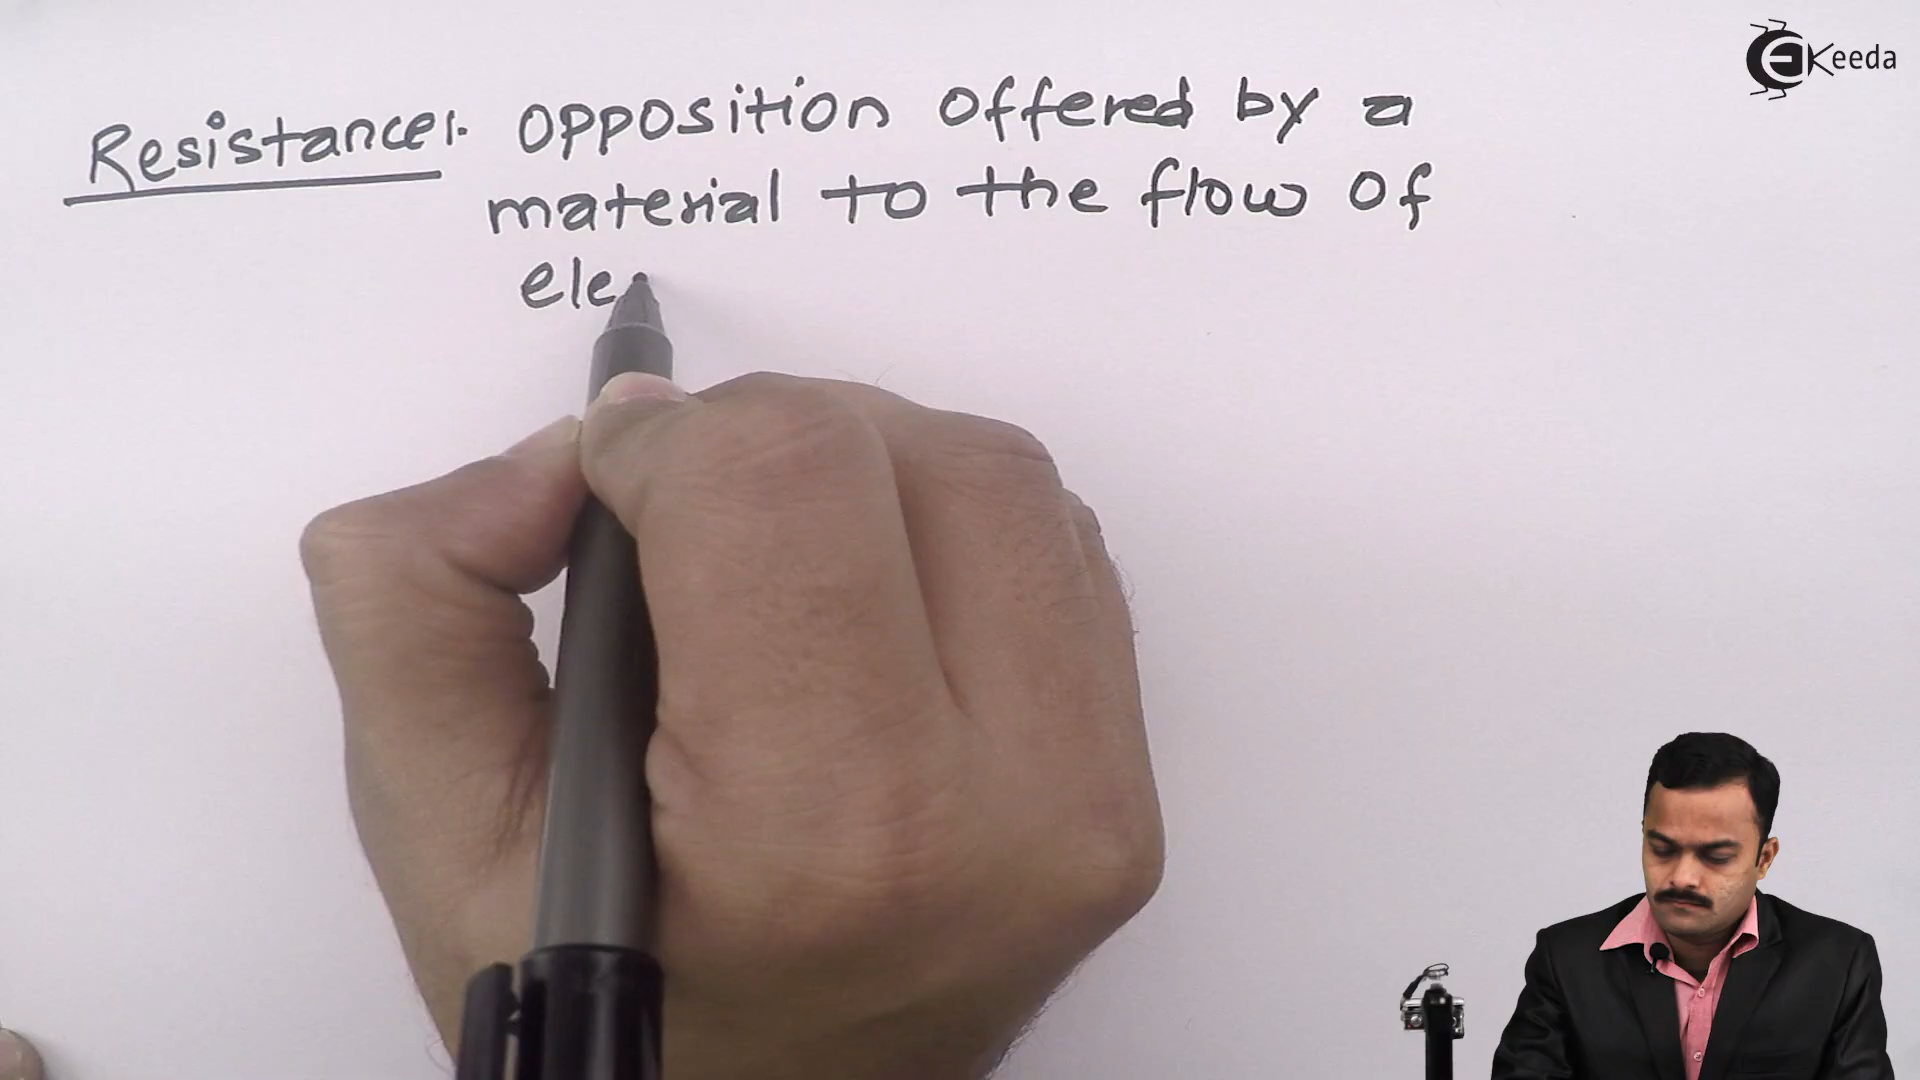 Resistance:- Opposition offered by a
material to the flow of
ele
Keeda